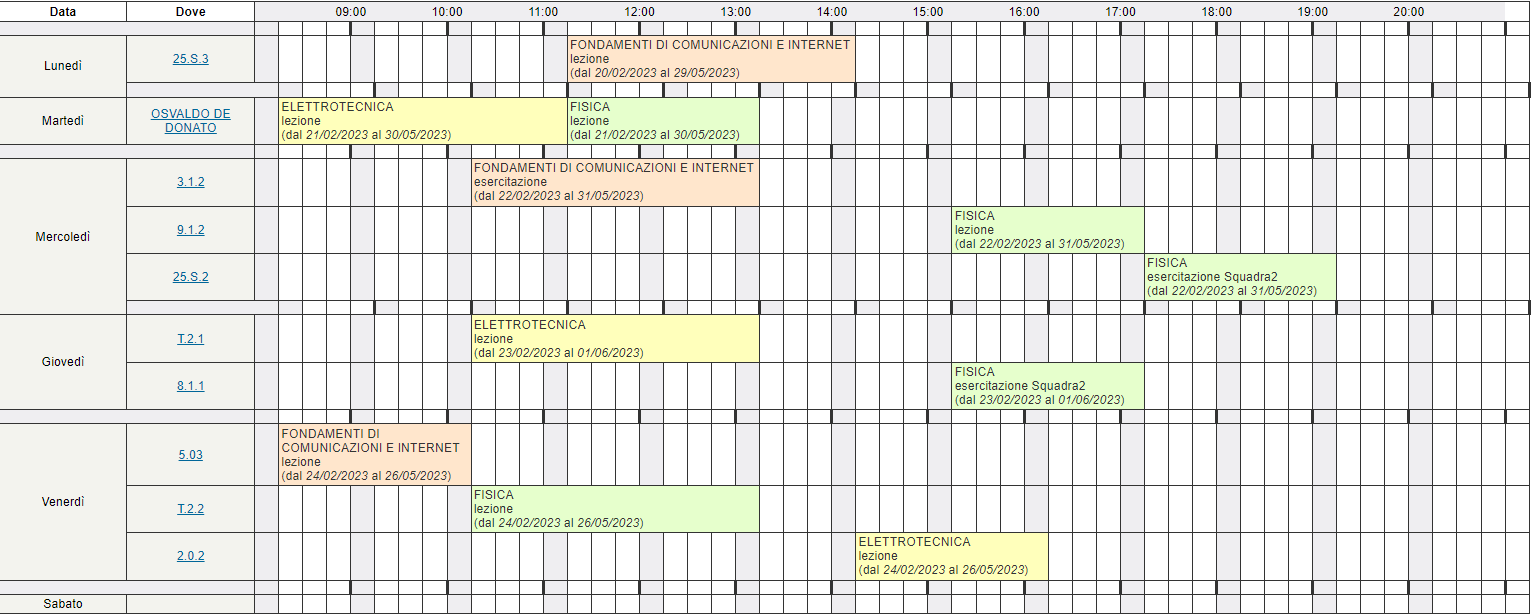 Data Dove 09:00 10:00 11:00 12:00 13:00 14:00 15:00 16:00 17:00 18:00 19:00 20:00
Lunedì
25.S.3
FONDAMENTI DI COMUNICAZIONI E INTERNET
lezione
(dal 20/02/2023 al 29/05/2023)
Martedì
OSVALDO DE
DONATO
ELETTROTECNICA
lezione
(dal 21/02/2023 al 30/05/2023)
FISICA
lezione
(dal 21/02/2023 al 30/05/2023)
Mercoledì
3.1.2
FONDAMENTI DI COMUNICAZIONI E INTERNET
esercitazione
(dal 22/02/2023 al 31/05/2023)
9.1.2
FISICA
lezione
(dal 22/02/2023 al 31/05/2023)
25.S.2
FISICA
esercitazione Squadra2
(dal 22/02/2023 al 31/05/2023)
Giovedì
T.2.1
ELETTROTECNICA
lezione
(dal 23/02/2023 al 01/06/2023)
8.1.1
FISICA
esercitazione Squadra2
(dal 23/02/2023 al 01/06/2023)
Venerdì
5.03
FONDAMENTI DI
COMUNICAZIONI E INTERNET
lezione
(dal 24/02/2023 al 26/05/2023)
T.2.2
FISICA
lezione
(dal 24/02/2023 al 26/05/2023)
2.0.2
ELETTROTECNICA
lezione
(dal 24/02/2023 al 26/05/2023)
Sabato